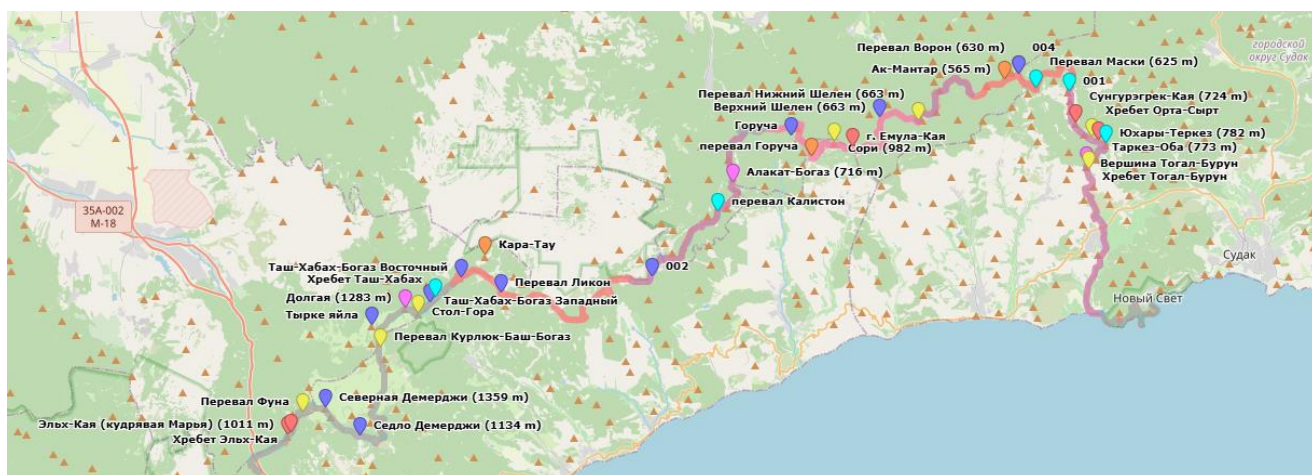 Перевал Ворон (630 m)
004
городской
округ Судак
Перевал Маски (625 m)
Ак-Мантар (565 m)
001
Перевал Нижний Шелен (663 m)
Сунгурэгрек-Кая (724 m)
Верхний Шелен (663 m)
Хребет Орта-Сырт
Горуча
г. Емула-Кая
Юхары-Теркез (782 m)
перевал Горуча
Сори (982 m)
Таркез-Оба (773 m)
Вершина Тогал-Бурун
Алакат-Богаз (716 m)
Хребет Тогал-Бурун
перевал Калистон
35А-002
М-18
Кара-Тау
Судак
Таш-Хабах-Богаз Восточный
002
Хребет Таш-Хабах
Перевал Ликон
Долгая (1283 m)
Таш-Хабах-Богаз Западный
Новый Свет
Стол-Гора
Тырке яйла
Перевал Курлюк-Баш-Богаз
Перевал Фуна
Северная Демерджи (1359 m)
Эльх-Кая (кудрявая Марья) (1011 m)
Седло Демерджи (1134 m)
Хребет Эльх-Кая